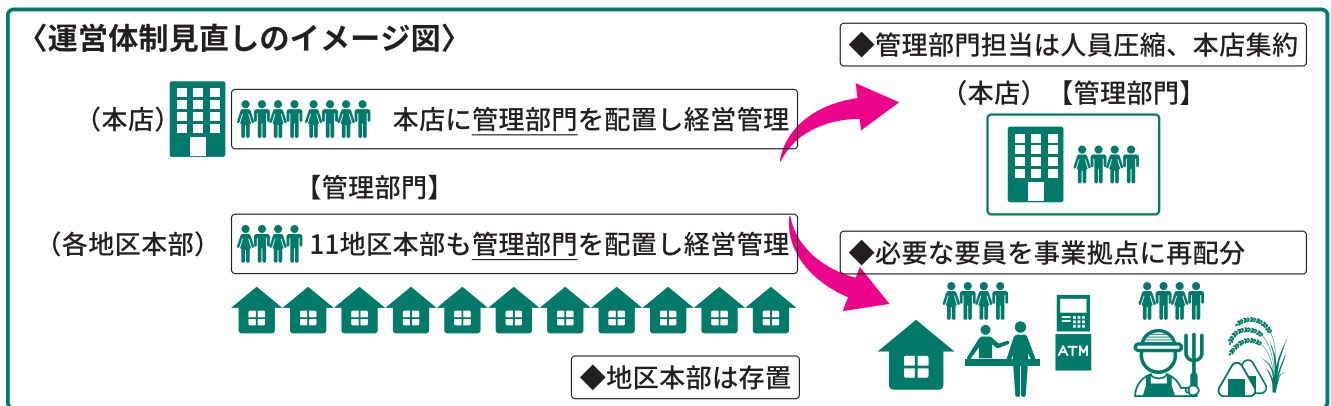 〈運営体制見直しのイメージ図〉
（本店）
本店に管理部門を配置し経営管理
【管理部門】
（各地区本部）
11地区本部も管理部門を配置し経営管理
◆地区本部は存置
◆管理部門担当は人員圧縮、本店集約
（本店）【管理部門】
◆必要な要員を事業拠点に再配分
ATM